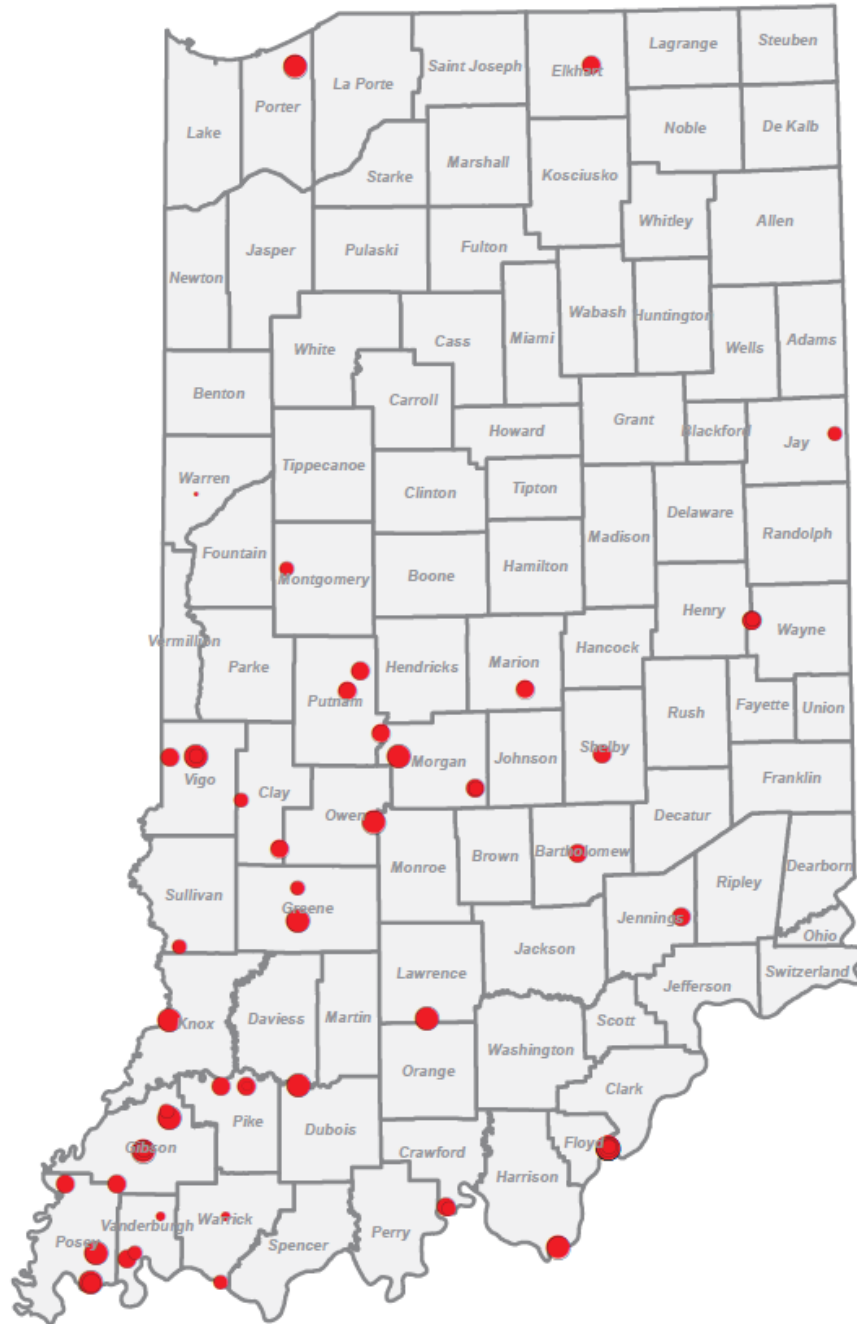 Steuben
Lagrange
Saint Joseph
Elkhart
La Porte
Porter
Lake
De Kalb
Noble
Marshall
Kosciusko
Starke
Whitley
Allen
Fulton
Pulaski
Jasper
Newton
Wabash
Huntington
Miami
Cass
White
Wells
Adams
Benton
Carroll
Grant
Howard
Blackford
Jay
Warren
Tippecanoe
Clinton
Tipton
Delaware
Madison
Randolph
Fountain
Montgomery
Boone
Hamilton
Henry
Wayne
Vermillion
Parke
Hendricks
Marion
Hancock
Putnam
Rush
Fayette
Union
Shelby
Johnson
Morgan
Vigo
Clay
Franklin
Owen
Decatur
Monroe
Brown
Bartholomew
Ripley
Dearborn
Sullivan
Greene
Jennings
Ohio
Jackson
Lawrence
Switzerland
Jefferson
Knox
Daviess
Martin
Scott
Washington
Orange
Clark
Pike
Dubois
Gibson
Crawford
Floyd
Harrison
Vanderburgh
Warrick
Perry
Posey
Spencer